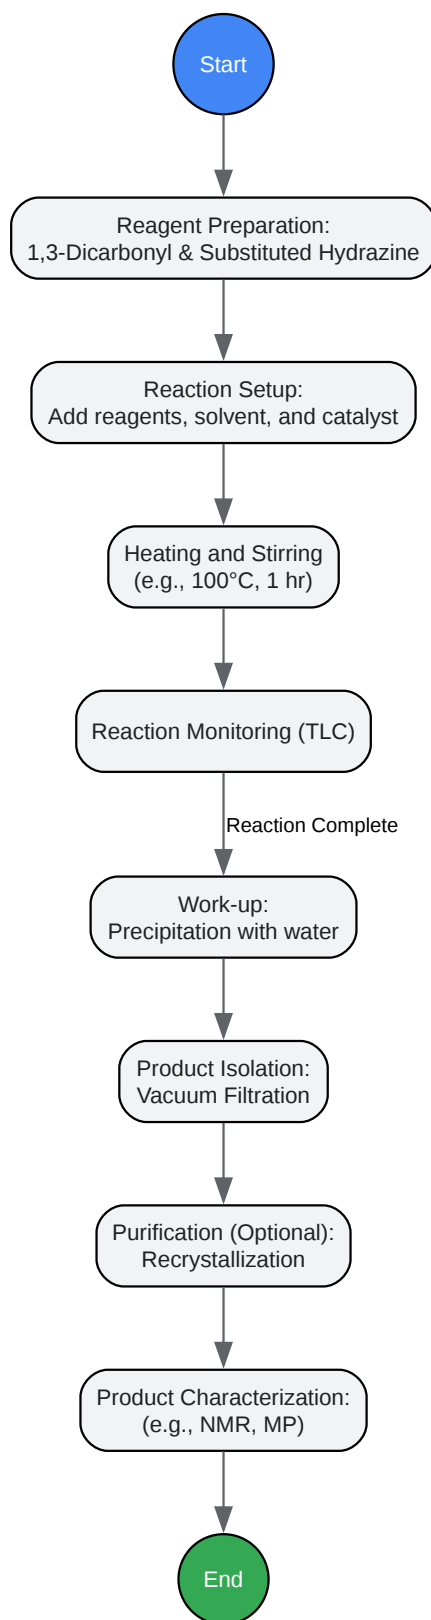 Start
Reagent Preparation:
1,3-Dicarbonyl & Substituted Hydrazine
Reaction Setup:
Add reagents, solvent, and catalyst
Heating and Stirring
(e.g., 100°C, 1 hr)
Reaction Monitoring (TLC)
Reaction Complete
Work-up:
Precipitation with water
Product Isolation:
Vacuum Filtration
Purification (Optional):
Recrystallization
Product Characterization:
(e.g., NMR, MP)
End